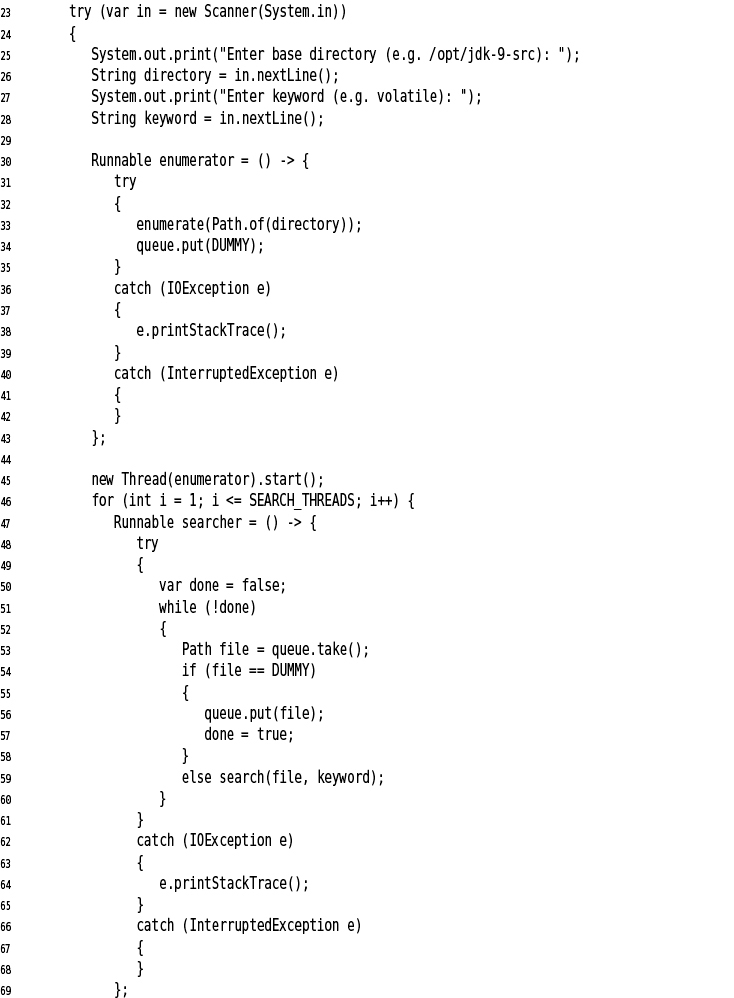 23 try (var in = new Scanner(System.in))
24 {
25 System.out.print("Enter base directory (e.g. /opt/jdk-9-src): ");
26 String directory = in.nextLine();
27 System.out.print("Enter keyword (e.g. volatile): ");
28 String keyword = in.nextLine();
29
30 Runnable enumerator = () -> {
31 try
32 {
33 enumerate(Path.of(directory));
34 queue.put(DUMMY);
35 }
36 catch (IOException e)
37 {
38 e.printStackTrace();
39 }
40 catch (InterruptedException e)
41 {
42 }
43 };
44
45 new Thread(enumerator).start();
46 for (int i = 1; i <= SEARCH_THREADS; i++) {
47 Runnable searcher = () -> {
48 try
49 {
50 var done = false;
51 while (!done)
52 {
53 Path file = queue.take();
54 if (file == DUMMY)
55 {
56 queue.put(file);
57 done = true;
58 }
59 else search(file, keyword);
60 }
61 }
62 catch (IOException e)
63 {
64 e.printStackTrace();
65 }
66 catch (InterruptedException e)
67 {
68 }
69 };